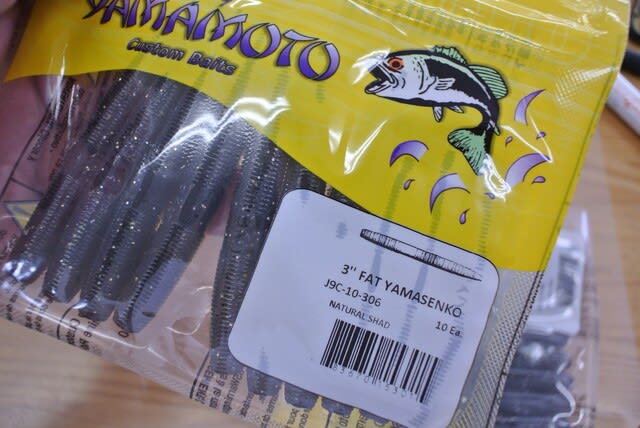 YAMAMOTO
Custom Baits
3" FAT YAMASENKO
J9C-10-306
NATURAL SHAD
10 Ea.